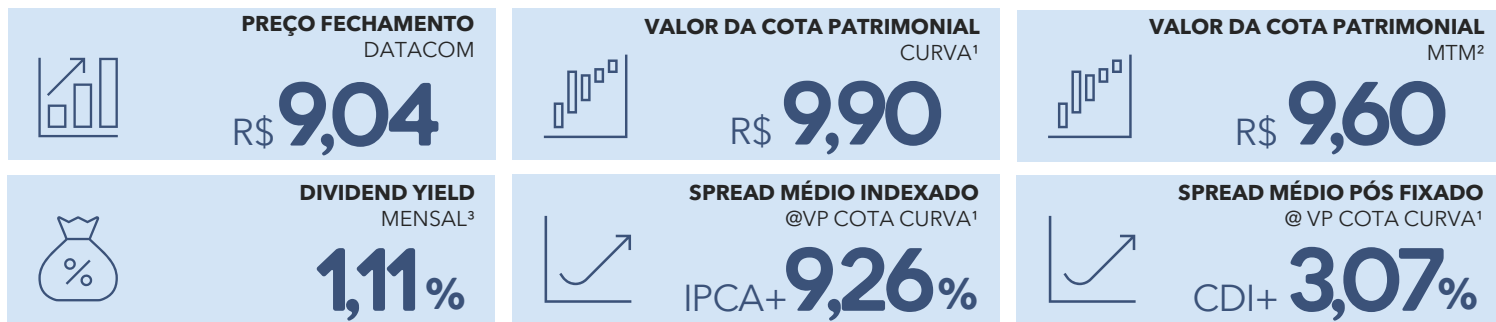 PREÇO FECHAMENTO
DATACOM
R$ 9,04
VALOR DA COTA PATRIMONIAL
CURVA¹
R$ 9,90
VALOR DA COTA PATRIMONIAL
MTM²
R$ 9,60
DIVIDEND YIELD
MENSAL³
%
1,11%
SPREAD MÉDIO INDEXADO
@VP COTA CURVA¹
IPCA+9,26%
SPREAD MÉDIO PÓS FIXADO
@ VP COTA CURVA¹
CDI+ 3,07%